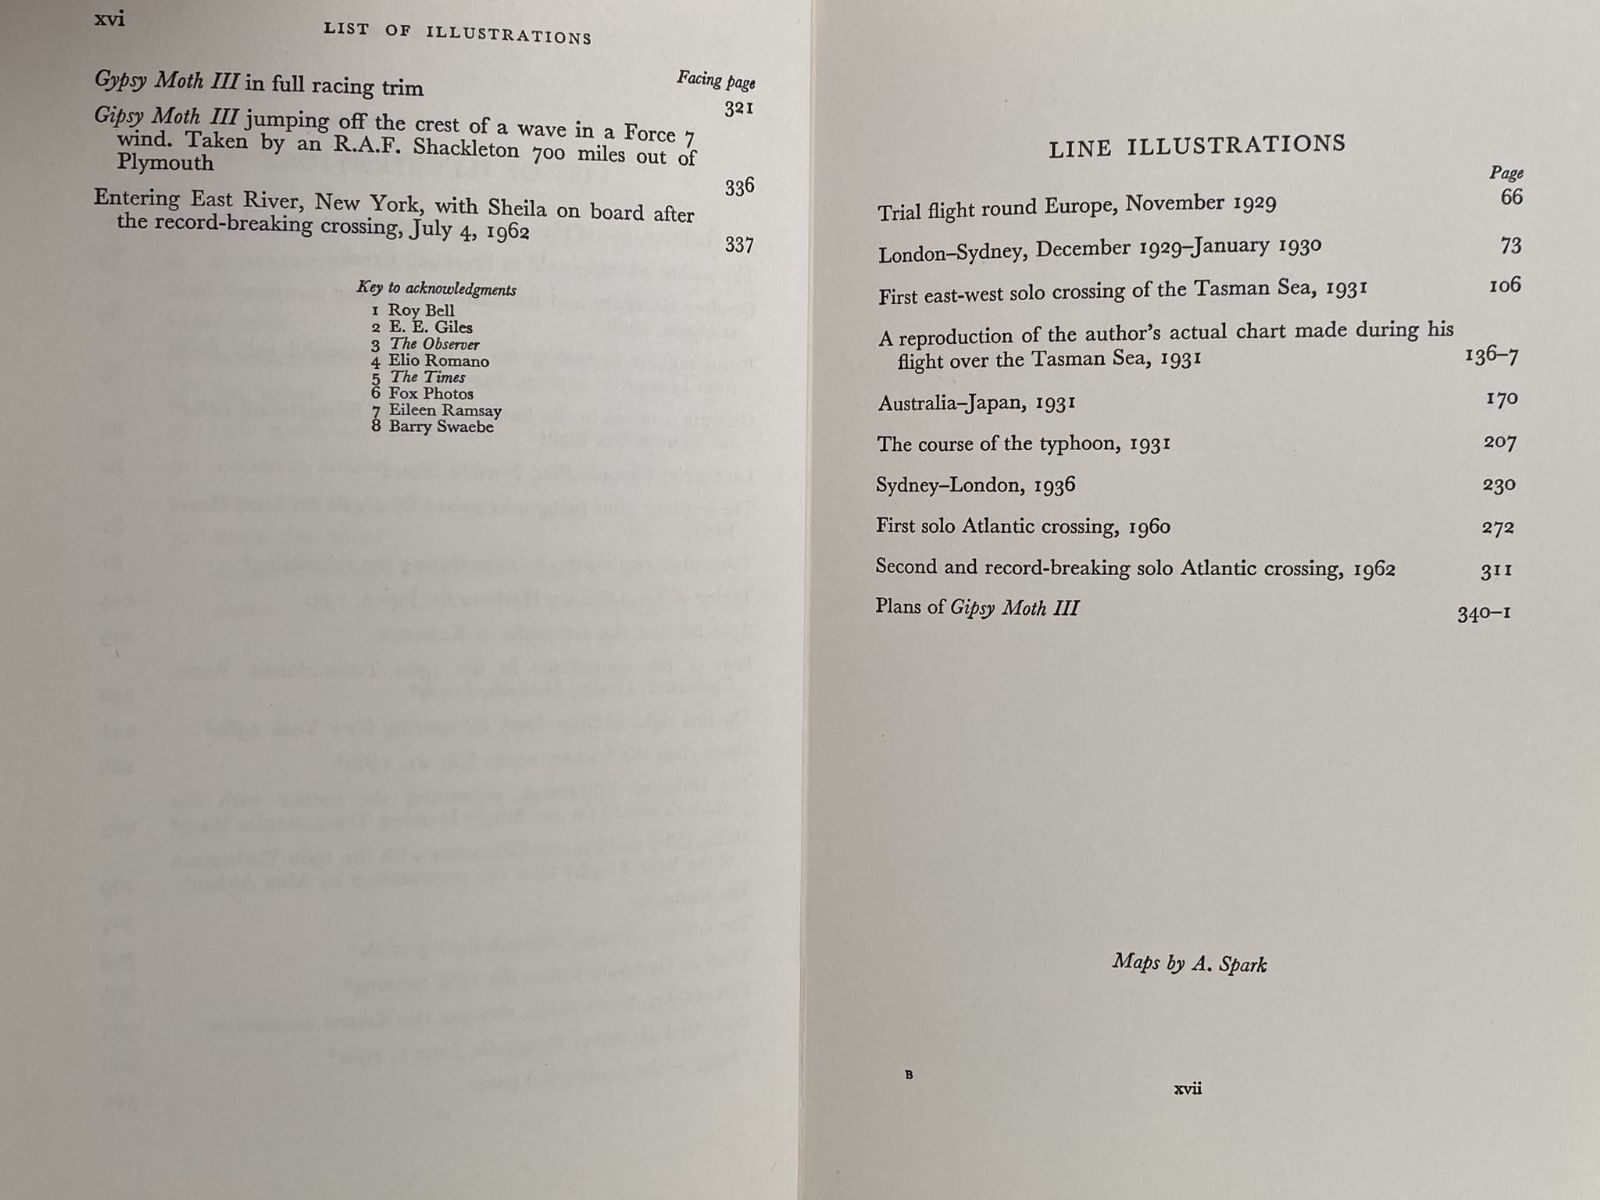 xvi
LIST OF ILLUSTRATIONS
Facing page
Gypsy Moth III in full racing trim 321
Gipsy Moth III jumping off the crest of a wave in a Force 7
wind. Taken by an R.A.F. Shackleton 700 miles out of
Plymouth 336
Entering East River, New York, with Sheila on board after
the record-breaking crossing, July 4, 1962 337
Key to acknowledgments
1 Roy Bell
2 E. E. Giles
3 The Observer
4 Elio Romano
5 The Times
6 Fox Photos
7 Eileen Ramsay
8 Barry Swaebe
LINE ILLUSTRATIONS
Page
Trial flight round Europe, November 1929 66
London–Sydney, December 1929–January 1930 73
First east-west solo crossing of the Tasman Sea, 1931 106
A reproduction of the author's actual chart made during his
flight over the Tasman Sea, 1931 136–7
Australia–Japan, 1931 170
The course of the typhoon, 1931 207
Sydney–London, 1936 230
First solo Atlantic crossing, 1960 272
Second and record-breaking solo Atlantic crossing, 1962 311
Plans of Gipsy Moth III 340–1
Maps by A. Spark
B
xvii